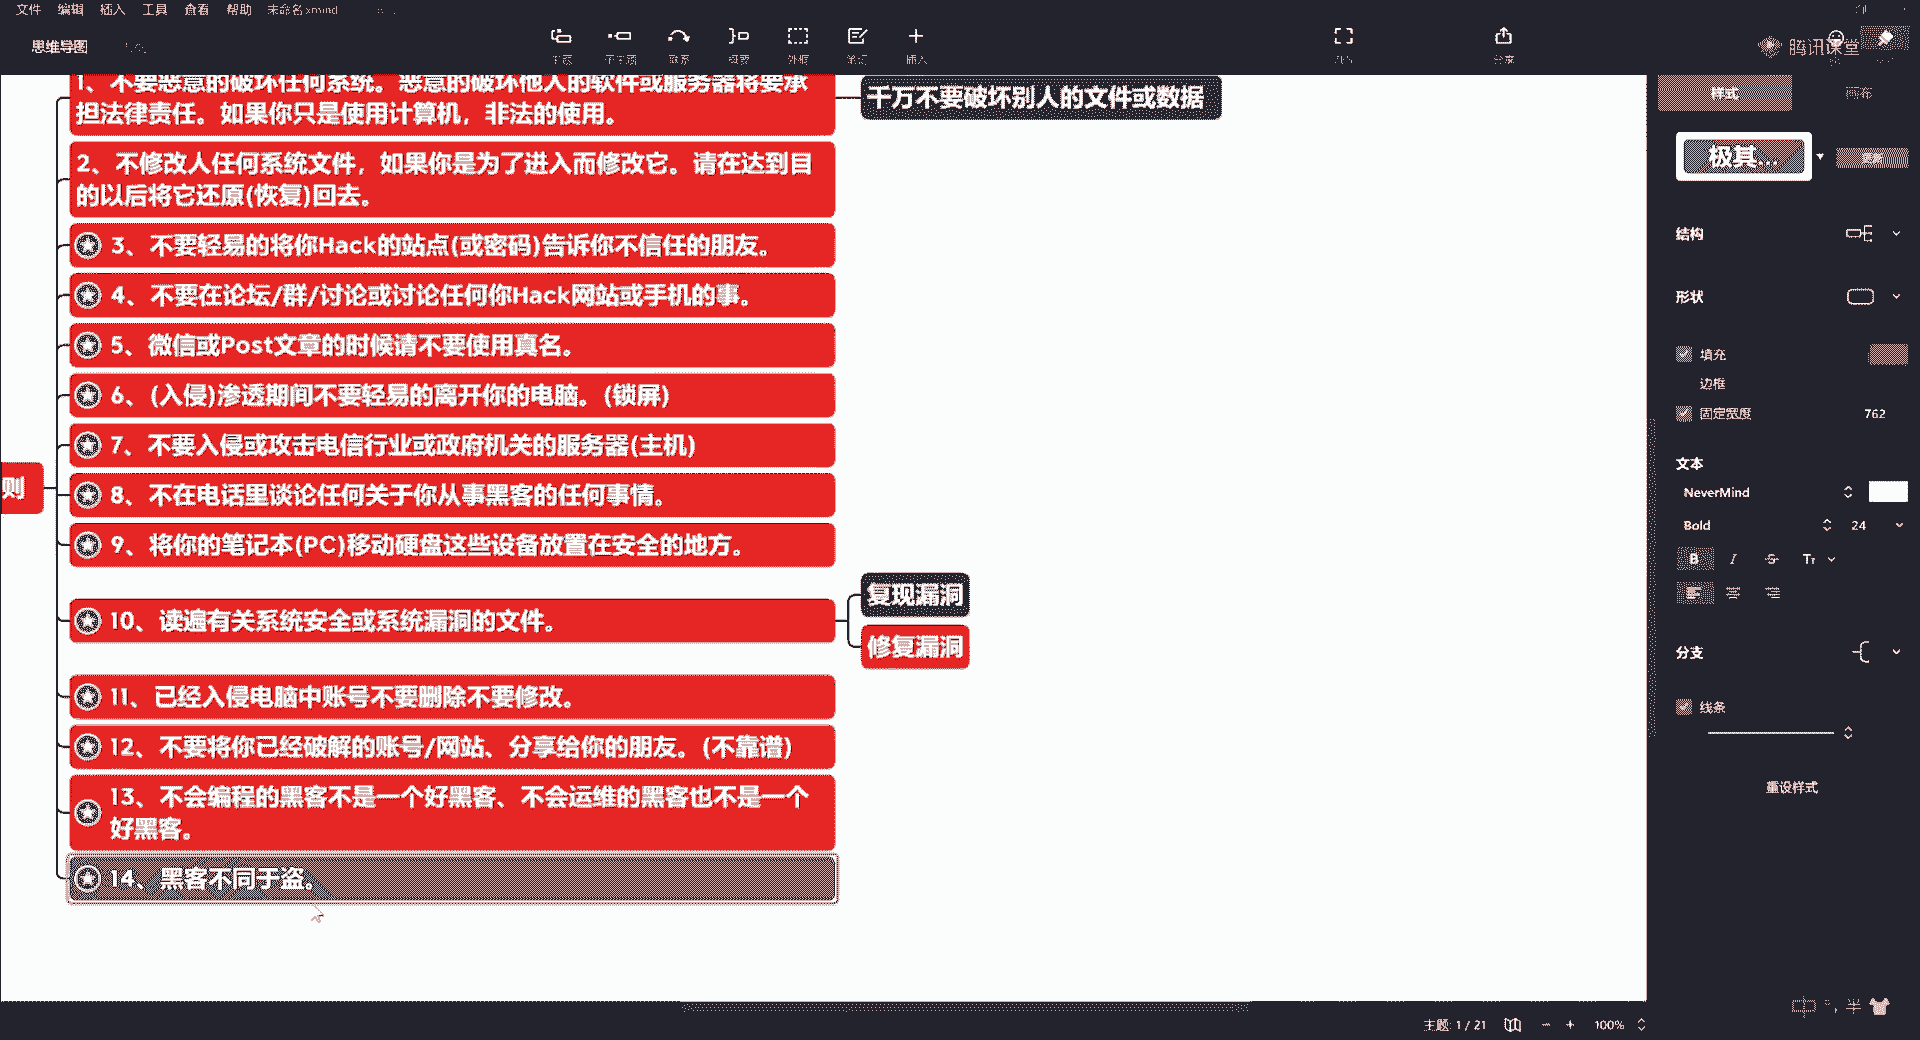 文件 编辑 插入 工具 查看 帮助 未命名.xmind
思维导图
主题 子主题 联系 概要 外框 笔记 插入 分享
腾讯课堂
1、不要恶意的破坏任何系统。恶意的破坏他人的软件或服务器将要承
担法律责任。如果你只是使用计算机，非法的使用。
千万不要破坏别人的文件或数据
2、不修改人任何系统文件，如果你是为了进入而修改它。请在达到目
的以后将它还原(恢复)回去。
3、不要轻易的将你Hack的站点(或密码)告诉你不信任的朋友。
4、不要在论坛/群/讨论或讨论任何你Hack网站或手机的事。
5、微信或Post文章的时候请不要使用真名。
6、(入侵)渗透期间不要轻易的离开你的电脑。(锁屏)
7、不要入侵或攻击电信行业或政府机关的服务器(主机)
则
8、不在电话里谈论任何关于你从事黑客的任何事情。
9、将你的笔记本(PC)移动硬盘这些设备放置在安全的地方。
10、读遍有关系统安全或系统漏洞的文件。
复现漏洞
修复漏洞
11、已经入侵电脑中账号不要删除不要修改。
12、不要将你已经破解的账号/网站、分享给你的朋友。(不靠谱)
13、不会编程的黑客不是一个好黑客、不会运维的黑客也不是一个
好黑客。
14、黑客不同于盗。
样式 画布
极其... 更新
结构
形状
填充
边框
固定宽度 762
文本
NeverMind
Bold 24
B I S Tт
分支
线条
重设样式
半
主题: 1 / 21 − + 100%